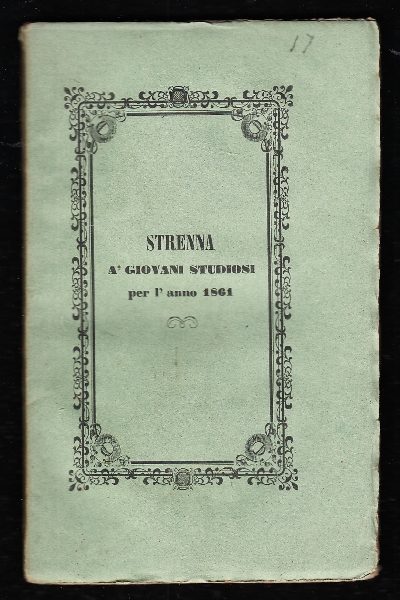 17
STRENNA
A' GIOVANI STUDIOSI
per l' anno 1861